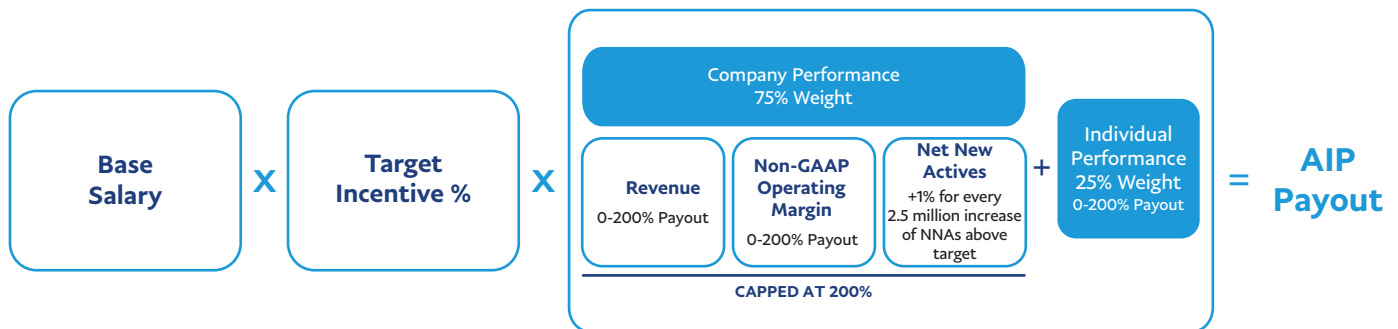 Base
Salary
X
Target
Incentive %
X
Company Performance
75% Weight
Revenue
0-200% Payout
Non-GAAP
Operating
Margin
0-200% Payout
Net New
Actives
+1% for every
2.5 million increase
of NNAs above
target
CAPPED AT 200%
+
Individual
Performance
25% Weight
0-200% Payout
=
AIP
Payout